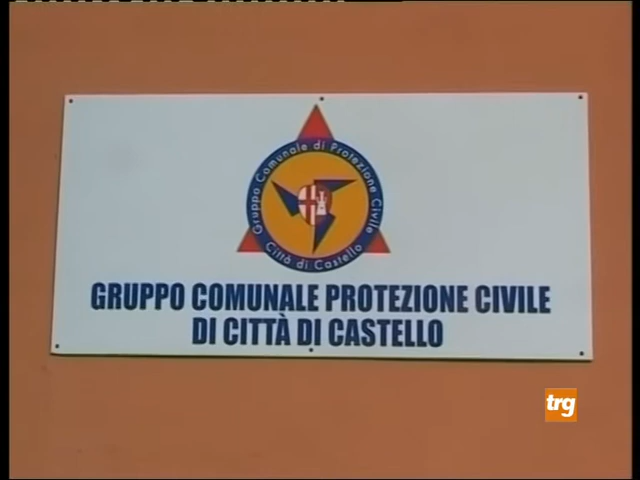 Gruppo Comunale di Protezione Civile
Città di Castello
GRUPPO COMUNALE PROTEZIONE CIVILE
DI CITTÀ DI CASTELLO
trg